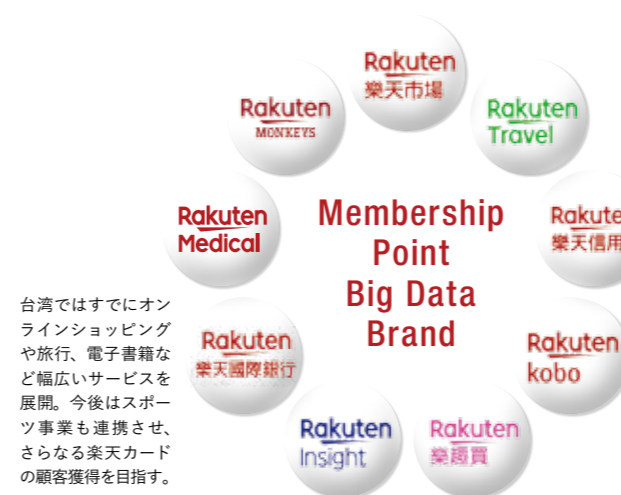 Rakuten
樂天市場
Rakuten
MONKEYS
Rakuten
Travel
Rakuten
Medical
Membership
Point
Big Data
Brand
Rakute
樂天信用
台湾ではすでにオン
ラインショッピング
や旅行、電子書籍な
ど幅広いサービスを
展開。今後はスポー
ツ事業も連携させ、
さらなる楽天カード
の顧客獲得を目指す。
Rakuten
樂天國際銀行
Rakuten
kobo
Rakuten
Insight
Rakuten
樂趣買